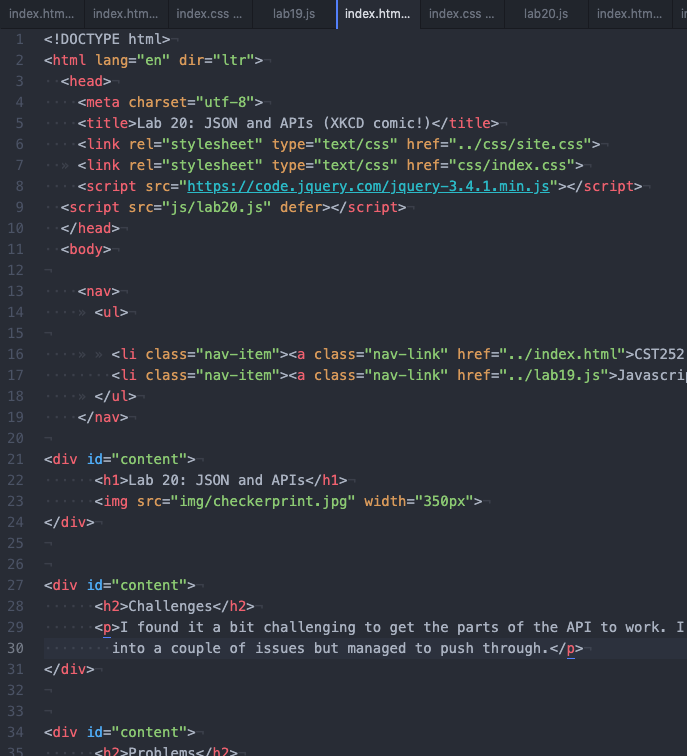 index.htm... index.htm... index.css ... lab19.js index.htm... index.css ... lab20.js index.htm...
1 <!DOCTYPE html>
2 <html lang="en" dir="ltr">
3 <head>
4 <meta charset="utf-8">
5 <title>Lab 20: JSON and APIs (XKCD comic!)</title>
6 <link rel="stylesheet" type="text/css" href="../css/site.css">
7 <link rel="stylesheet" type="text/css" href="css/index.css">
8 <script src="https://code.jquery.com/jquery-3.4.1.min.js"></script>
9 <script src="js/lab20.js" defer></script>
10 </head>
11 <body>
12
13 <nav>
14 <ul>
15
16 <li class="nav-item"><a class="nav-link" href="../index.html">CST252
17 <li class="nav-item"><a class="nav-link" href="../lab19.js">Javascrip
18 </ul>
19 </nav>
20
21 <div id="content">
22 <h1>Lab 20: JSON and APIs</h1>
23 <img src="img/checkerprint.jpg" width="350px">
24 </div>
25
26
27 <div id="content">
28 <h2>Challenges</h2>
29 <p>I found it a bit challenging to get the parts of the API to work. I
30 into a couple of issues but managed to push through.</p>
31 </div>
32
33
34 <div id="content">
35 <h2>Problems</h2>